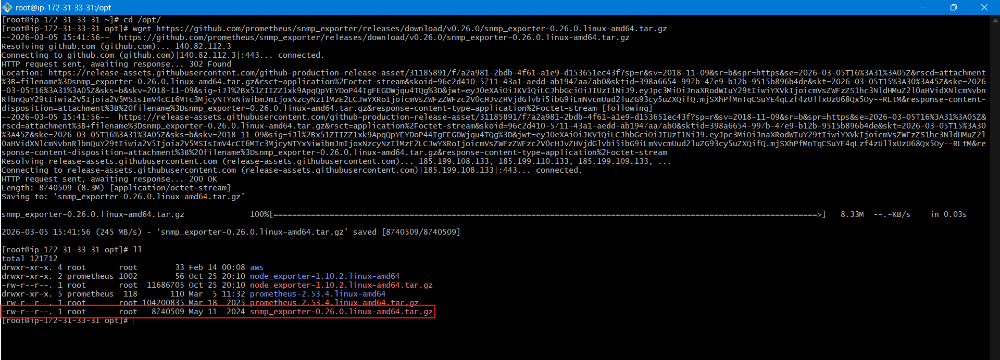 root@ip-172-31-33-31:/opt
[root@ip-172-31-33-31 ~]# cd /opt/
[root@ip-172-31-33-31 opt]# wget https://github.com/prometheus/snmp_exporter/releases/download/v0.26.0/snmp_exporter-0.26.0.linux-amd64.tar.gz
--2026-03-05 15:41:56--  https://github.com/prometheus/snmp_exporter/releases/download/v0.26.0/snmp_exporter-0.26.0.linux-amd64.tar.gz
Resolving github.com (github.com)... 140.82.112.3
Connecting to github.com (github.com)|140.82.112.3|:443... connected.
HTTP request sent, awaiting response... 302 Found
Location: https://release-assets.githubusercontent.com/github-production-release-asset/31185891/f7a2a981-2bdb-4f61-a1e9-d153651ec43f?sp=r&sv=2018-11-09&sr=b&spr=https&se=2026-03-05T16%3A31%3A05Z&rscd=attachment
%3B+filename%3Dsnmp_exporter-0.26.0.linux-amd64.tar.gz&rsct=application%2Foctet-stream&skoid=96c2d410-5711-43a1-aedd-ab1947aa7ab0&sktid=398a6654-997b-47e9-b12b-9515b896b4de&skt=2026-03-05T15%3A30%3A45Z&ske=2026
-03-05T16%3A31%3A05Z&sks=b&skv=2018-11-09&sig=iJl%2Bx51ZIIZZ1xk9ApqQpYEYDoP44IgFEGDWjqu4TQg%3D&jwt=eyJ0eXAiOiJKV1QiLCJhbGciOiJIUzI1NiJ9.eyJpc3MiOiJnaXRodWIuY29tIiwiYXVkIjoicmVsZWFzZS1hc3NldHMuZ2l0aHVidXNlcmNvbn
RlbnQuY29tIiwia2V5Ijoia2V5MSIsImV4cCI6MTc3MjcyNTYxNiwibmJmIjoxNzcyNzI1MzE2LCJwYXRoIjoicmVsZWFzZWFzc2V0cHJvZHVjdGlvbi5ibG9iLmNvcmUud2luZG93cy5uZXQifQ.mjSXhPfMnTqCSuYE4qLzf4zUllxUzU68Qx5Oy--RLtM&response-content-
disposition=attachment%3B%20filename%3Dsnmp_exporter-0.26.0.linux-amd64.tar.gz&response-content-type=application%2Foctet-stream [following]
--2026-03-05 15:41:56--  https://release-assets.githubusercontent.com/github-production-release-asset/31185891/f7a2a981-2bdb-4f61-a1e9-d153651ec43f?sp=r&sv=2018-11-09&sr=b&spr=https&se=2026-03-05T16%3A31%3A05Z&
rscd=attachment%3B+filename%3Dsnmp_exporter-0.26.0.linux-amd64.tar.gz&rsct=application%2Foctet-stream&skoid=96c2d410-5711-43a1-aedd-ab1947aa7ab0&sktid=398a6654-997b-47e9-b12b-9515b896b4de&skt=2026-03-05T15%3A30
%3A45Z&ske=2026-03-05T16%3A31%3A05Z&sks=b&skv=2018-11-09&sig=iJl%2Bx51ZIIZZ1xk9ApqQpYEYDoP44IgFEGDWjqu4TQg%3D&jwt=eyJ0eXAiOiJKV1QiLCJhbGciOiJIUzI1NiJ9.eyJpc3MiOiJnaXRodWIuY29tIiwiYXVkIjoicmVsZWFzZS1hc3NldHMuZ2l
0aHVidXNlcmNvbnRlbnQuY29tIiwia2V5Ijoia2V5MSIsImV4cCI6MTc3MjcyNTYxNiwibmJmIjoxNzcyNzI1MzE2LCJwYXRoIjoicmVsZWFzZWFzc2V0cHJvZHVjdGlvbi5ibG9iLmNvcmUud2luZG93cy5uZXQifQ.mjSXhPfMnTqCSuYE4qLzf4zUllxUzU68Qx5Oy--RLtM&re
sponse-content-disposition=attachment%3B%20filename%3Dsnmp_exporter-0.26.0.linux-amd64.tar.gz&response-content-type=application%2Foctet-stream
Resolving release-assets.githubusercontent.com (release-assets.githubusercontent.com)... 185.199.108.133, 185.199.110.133, 185.199.109.133, ...
Connecting to release-assets.githubusercontent.com (release-assets.githubusercontent.com)|185.199.108.133|:443... connected.
HTTP request sent, awaiting response... 200 OK
Length: 8740509 (8.3M) [application/octet-stream]
Saving to: ‘snmp_exporter-0.26.0.linux-amd64.tar.gz’
snmp_exporter-0.26.0.linux-amd64.tar.gz              100%[====================================================================================================================>]   8.33M  --.-KB/s    in 0.03s
2026-03-05 15:41:56 (245 MB/s) - ‘snmp_exporter-0.26.0.linux-amd64.tar.gz’ saved [8740509/8740509]
[root@ip-172-31-33-31 opt]# ll
total 121712
drwxr-xr-x. 4 root       root        33 Feb 14 00:08 aws
drwxr-xr-x. 2 prometheus 1002        56 Oct 25 20:10 node_exporter-1.10.2.linux-amd64
-rw-r--r--. 1 root       root  11686705 Oct 25 20:10 node_exporter-1.10.2.linux-amd64.tar.gz
drwxr-xr-x. 5 prometheus  118       110 Mar  5 11:32 prometheus-2.53.4.linux-amd64
-rw-r--r--. 1 root       root 104200835 Mar 18  2025 prometheus-2.53.4.linux-amd64.tar.gz
-rw-r--r--. 1 root       root   8740509 May 11  2024 snmp_exporter-0.26.0.linux-amd64.tar.gz
[root@ip-172-31-33-31 opt]#